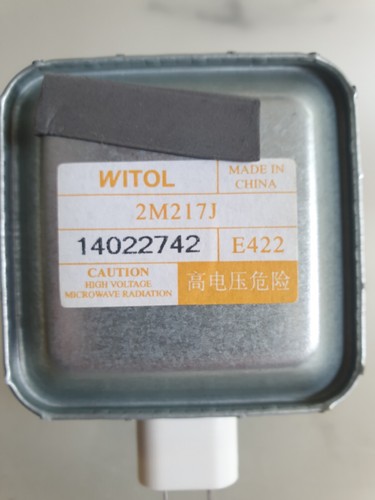 WITOL
MADE IN
CHINA
2M217J
14022742
E422
CAUTION
HIGH VOLTAGE
MICROWAVE RADIATION
高电压危险